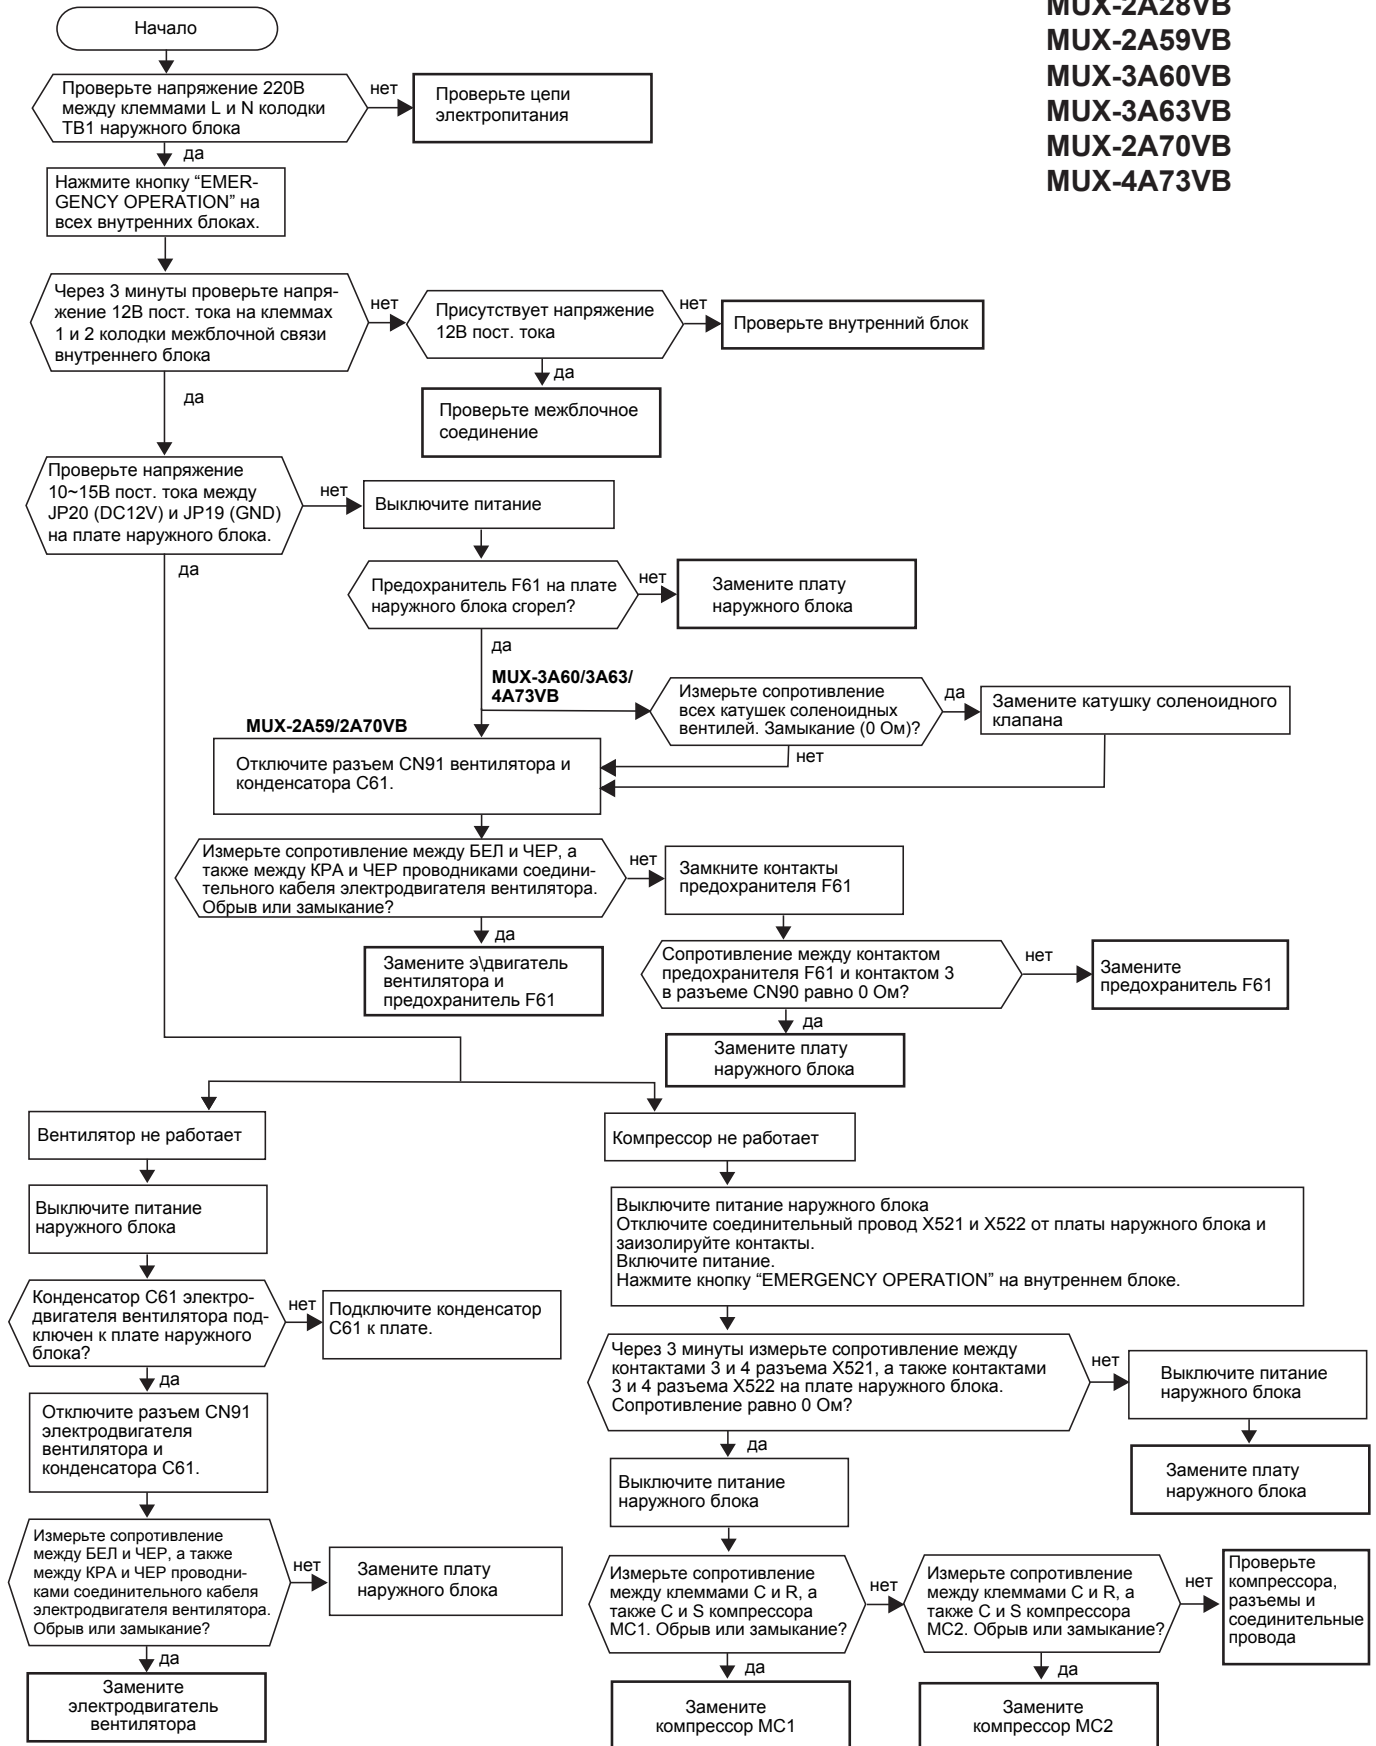 MUX-2A28VB
MUX-2A59VB
MUX-3A60VB
MUX-3A63VB
MUX-2A70VB
MUX-4A73VB
Начало
Проверьте напряжение 220В
между клеммами L и N колодки
TB1 наружного блока
нет
Проверьте цепи
электропитания
да
Нажмите кнопку “EMER-
GENCY OPERATION” на
всех внутренних блоках.
Через 3 минуты проверьте напря-
жение 12В пост. тока на клеммах
1 и 2 колодки межблочной связи
внутреннего блока
нет
Присутствует напряжение
12В пост. тока
нет
Проверьте внутренний блок
да
Проверьте межблочное
соединение
да
Проверьте напряжение
10~15В пост. тока между
JP20 (DC12V) и JP19 (GND)
на плате наружного блока.
нет
Выключите питание
да
Предохранитель F61 на плате
наружного блока сгорел?
нет
Замените плату
наружного блока
да
MUX-3A60/3A63/
4A73VB
Измерьте сопротивление
всех катушек соленоидных
вентилей. Замыкание (0 Ом)?
да
Замените катушку соленоидного
клапана
нет
MUX-2A59/2A70VB
Отключите разъем CN91 вентилятора и
конденсатора C61.
Измерьте сопротивление между БЕЛ и ЧЕР, а
также между КРА и ЧЕР проводниками соедини-
тельного кабеля электродвигателя вентилятора.
Обрыв или замыкание?
нет
Замкните контакты
предохранителя F61
да
Замените э\двигатель
вентилятора и
предохранитель F61
Сопротивление между контактом
предохранителя F61 и контактом 3
в разъеме CN90 равно 0 Ом?
нет
Замените
предохранитель F61
да
Замените плату
наружного блока
Вентилятор не работает
Выключите питание
наружного блока
Конденсатор C61 электро-
двигателя вентилятора под-
ключен к плате наружного
блока?
нет
Подключите конденсатор
C61 к плате.
да
Отключите разъем CN91
электродвигателя
вентилятора и
конденсатора C61.
Измерьте сопротивление
между БЕЛ и ЧЕР, а также
между КРА и ЧЕР проводни-
ками соединительного кабеля
электродвигателя вентилятора.
Обрыв или замыкание?
нет
Замените плату
наружного блока
да
Замените
электродвигатель
вентилятора
Компрессор не работает
Выключите питание наружного блока
Отключите соединительный провод X521 и X522 от платы наружного блока и
заизолируйте контакты.
Включите питание.
Нажмите кнопку “EMERGENCY OPERATION” на внутреннем блоке.
Через 3 минуты измерьте сопротивление между
контактами 3 и 4 разъема X521, а также контактами
3 и 4 разъема X522 на плате наружного блока.
Сопротивление равно 0 Ом?
нет
Выключите питание
наружного блока
Замените плату
наружного блока
да
Выключите питание
наружного блока
Измерьте сопротивление
между клеммами C и R, а
также C и S компрессора
MC1. Обрыв или замыкание?
нет
Измерьте сопротивление
между клеммами C и R, а
также C и S компрессора
MC2. Обрыв или замыкание?
нет
Проверьте
компрессора,
разъемы и
соединительные
провода
да
Замените
компрессор MC1
да
Замените
компрессор MC2